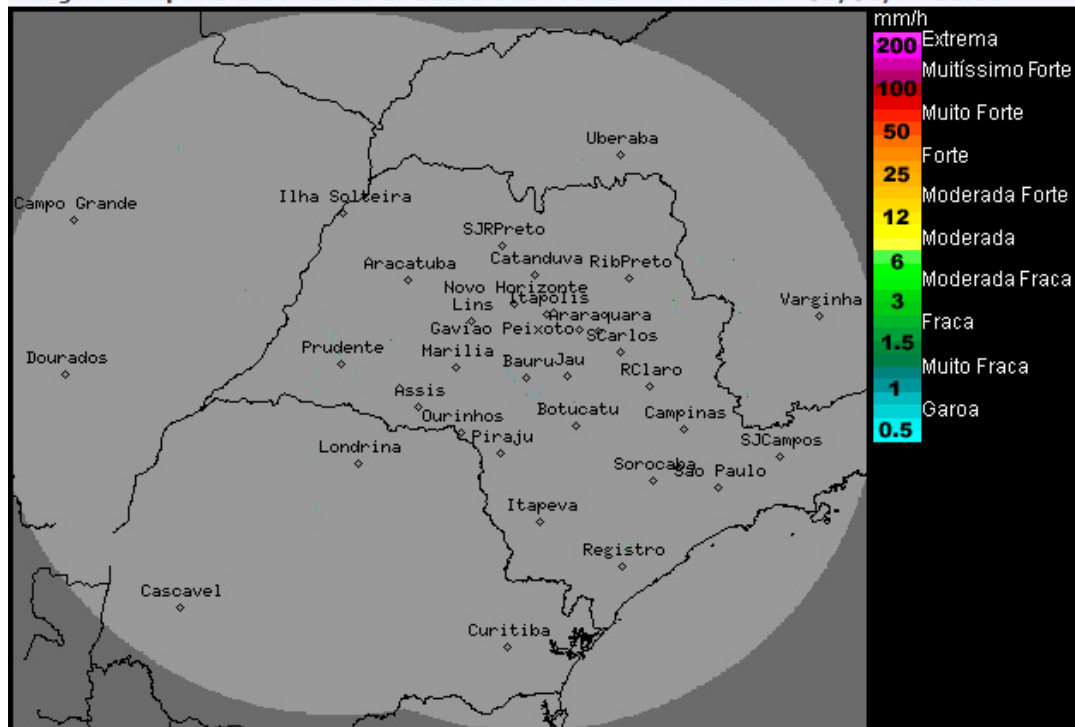 mm/h
200 Extrema
Muitíssimo Forte
100
Muito Forte
50
Forte
25
Moderada Forte
12
Moderada
6
Moderada Fraca
3
Fraca
1.5
Muito Fraca
1
Garoa
0.5
Uberaba
Campo Grande
Ilha Solteira
SJRPreto
Aracatuba
Catanduva
RibPreto
Novo Horizonte
Itapolis
Lins
Araraquara
Varginha
Gaviao Peixoto
SCarlos
Prudente
Marilia
Dourados
Bauru
Jau
RClaro
Assis
Botucatu
Campinas
Ourinhos
Piraju
Londrina
SJCampos
Sorocaba
Sao Paulo
Itapeva
Registro
Cascavel
Curitiba